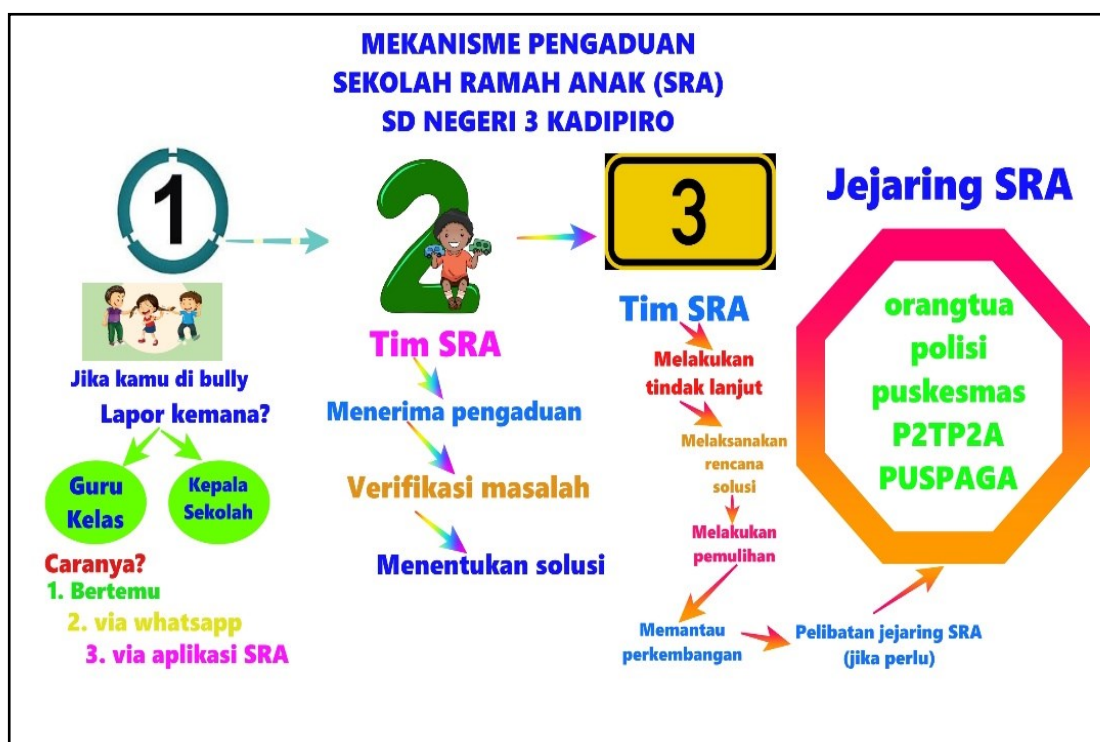 MEKANISME PENGADUAN
SEKOLAH RAMAH ANAK (SRA)
SD NEGERI 3 KADIPIRO
1
Jika kamu di bully
Lapor kemana?
Guru
Kelas
Kepala
Sekolah
Caranya?
1. Bertemu
2. via whatsapp
3. via aplikasi SRA
2
Tim SRA
Menerima pengaduan
Verifikasi masalah
Menentukan solusi
3
Tim SRA
Melakukan
tindak lanjut
Melaksanakan
rencana
solusi
Melakukan
pemulihan
Memantau
perkembangan
Pelibatan jejaring SRA
(jika perlu)
Jejaring SRA
orangtua
polisi
puskesmas
P2TP2A
PUSPAGA